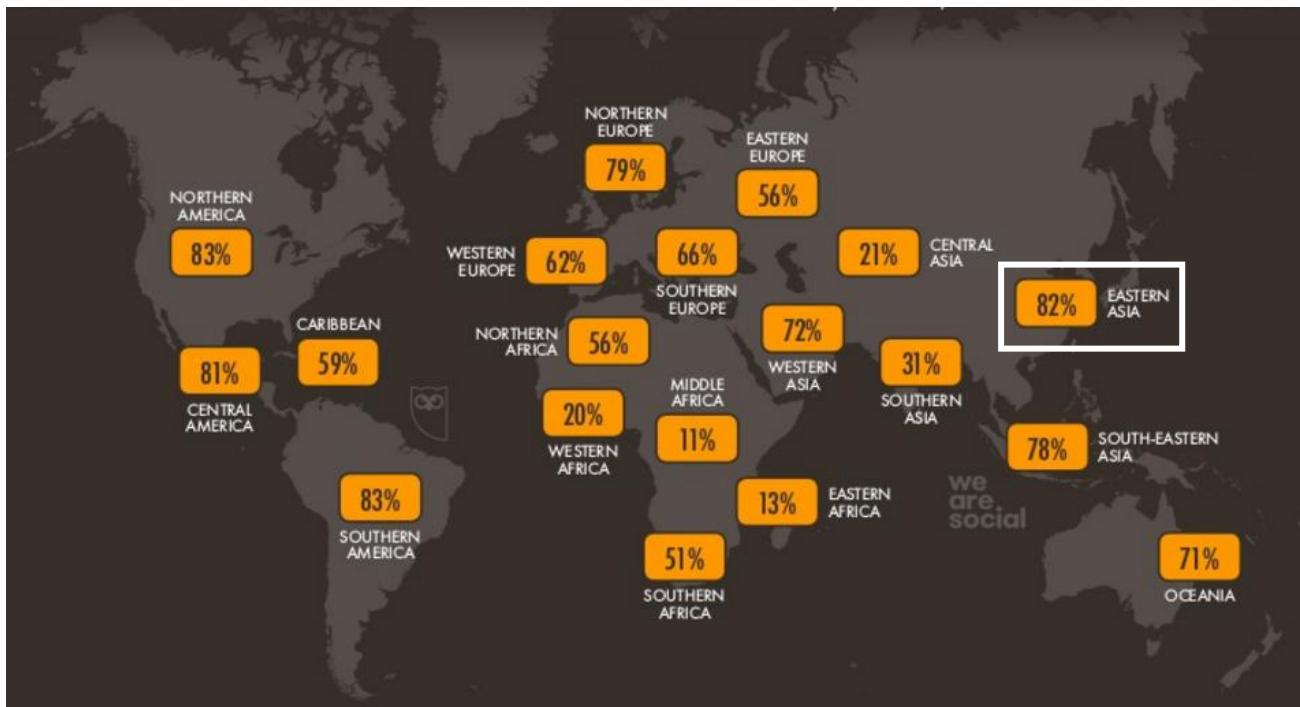 NORTHERN
EUROPE
79%
EASTERN
EUROPE
56%
NORTHERN
AMERICA
83%
WESTERN
EUROPE
62%
66%
SOUTHERN
EUROPE
21%
CENTRAL
ASIA
82%
EASTERN
ASIA
CARIBBEAN
59%
NORTHERN
AFRICA
56%
72%
WESTERN
ASIA
31%
SOUTHERN
ASIA
81%
CENTRAL
AMERICA
20%
WESTERN
AFRICA
MIDDLE
AFRICA
11%
78%
SOUTH-EASTERN
ASIA
83%
SOUTHERN
AMERICA
13%
EASTERN
AFRICA
we
are
social
51%
SOUTHERN
AFRICA
71%
OCEANIA